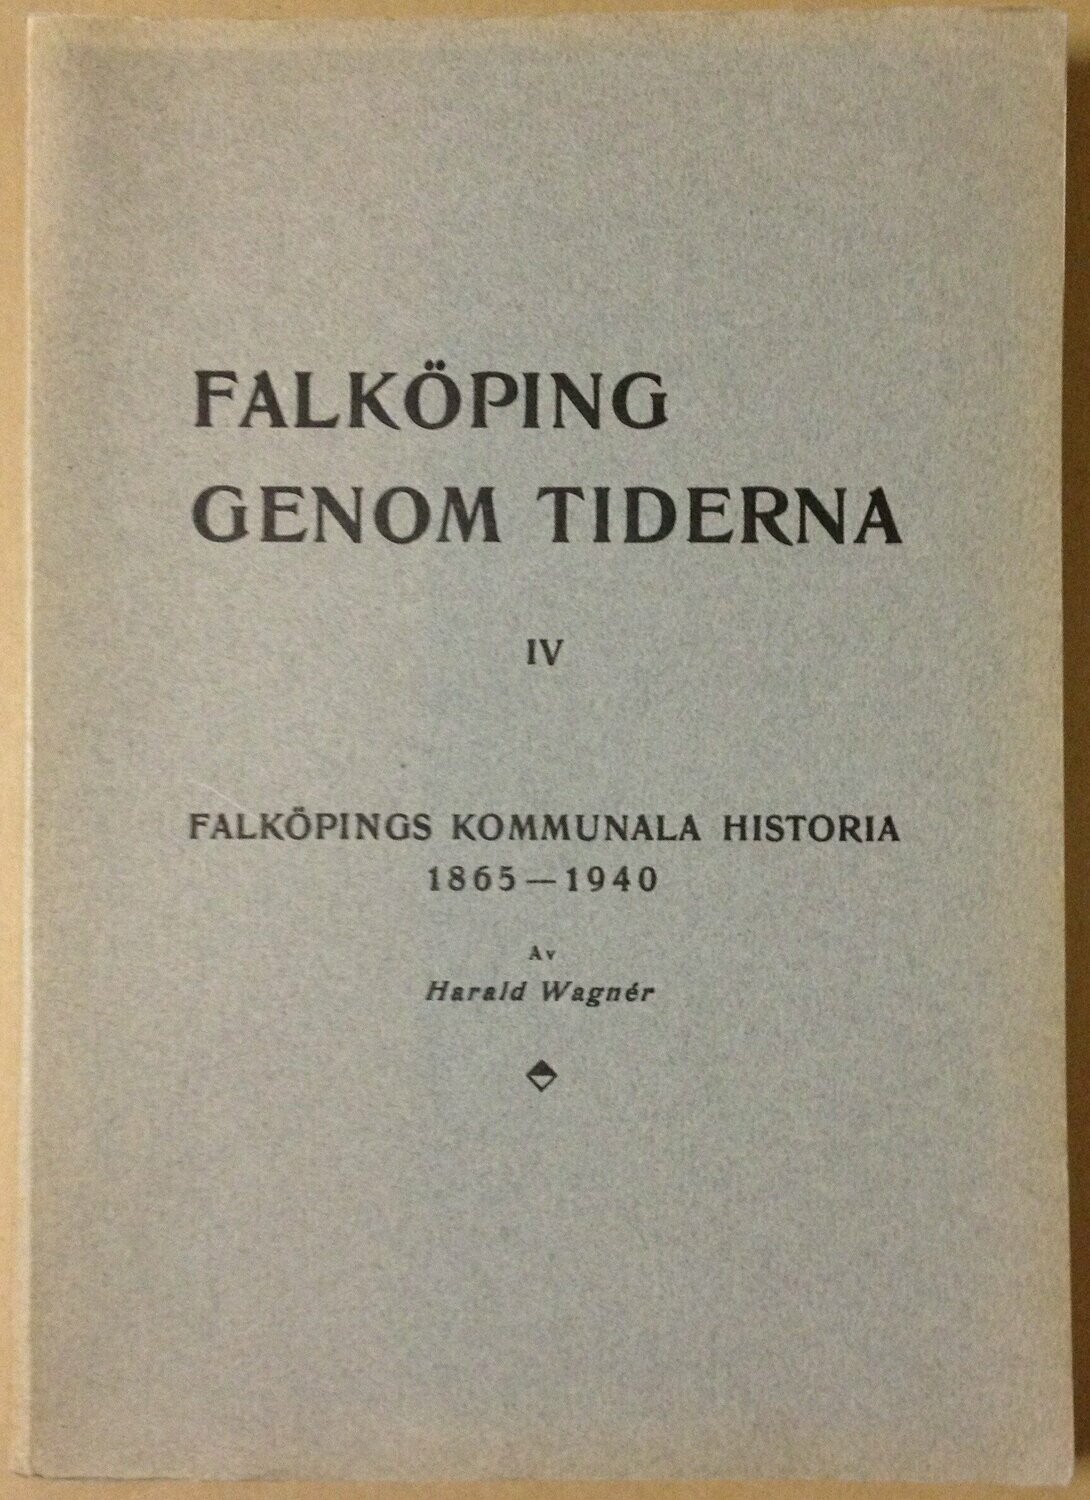 FALKÖPING
GENOM TIDERNA
IV
FALKÖPINGS KOMMUNALA HISTORIA
1865—1940
Av
Harald Wagnér